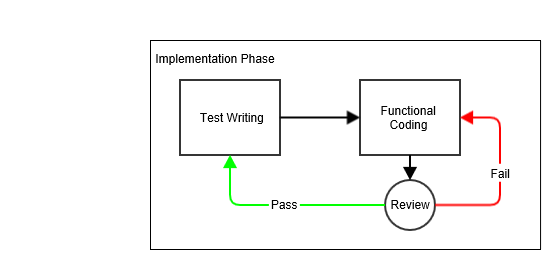 Implementation Phase
Test Writing
Functional
Coding
Fail
Pass
Review